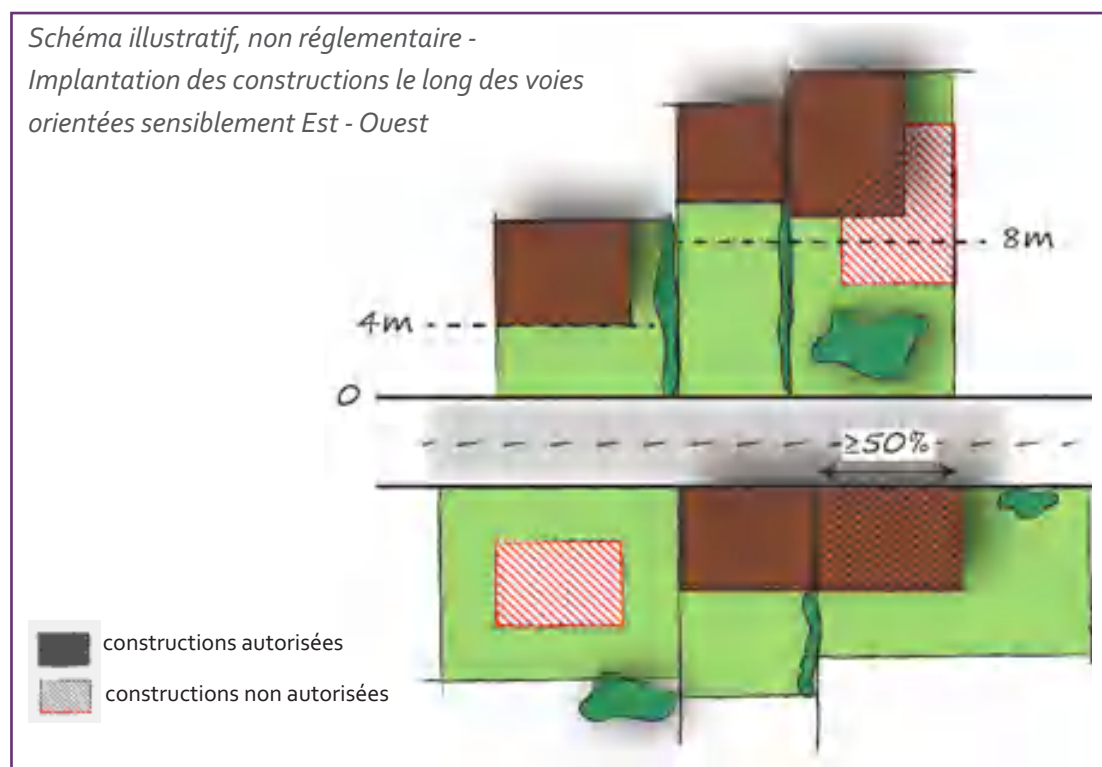 Schéma illustratif, non réglementaire -
Implantation des constructions le long des voies
orientées sensiblement Est - Ouest
8m
4m
0
≥50%
constructions autorisées
constructions non autorisées